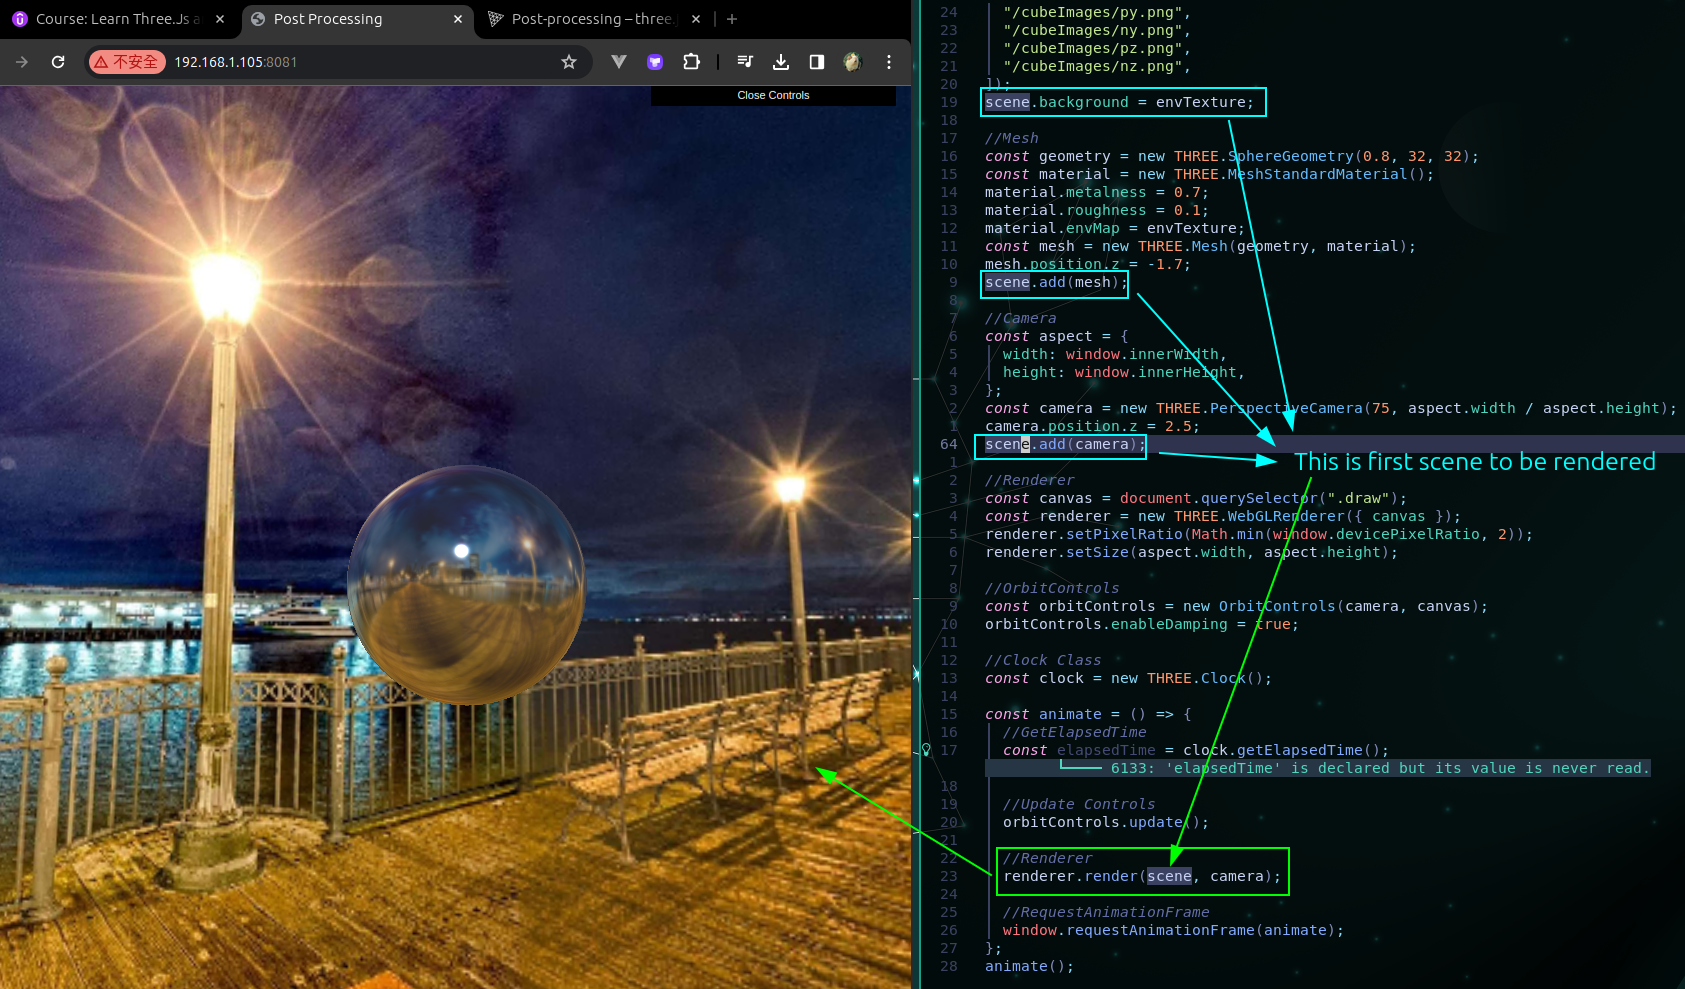 Course: Learn Three.Js a
Post Processing
Post-processing – three.j
不安全
192.168.1.105:8081
Close Controls
24 "/cubeImages/py.png",
23 "/cubeImages/ny.png",
22 "/cubeImages/pz.png",
21 "/cubeImages/nz.png",
20 ]);
19 scene.background = envTexture;
18
17 //Mesh
16 const geometry = new THREE.SphereGeometry(0.8, 32, 32);
15 const material = new THREE.MeshStandardMaterial();
14 material.metalness = 0.7;
13 material.roughness = 0.1;
12 material.envMap = envTexture;
11 const mesh = new THREE.Mesh(geometry, material);
10 mesh.position.z = -1.7;
9 scene.add(mesh);
8
7 //Camera
6 const aspect = {
5 width: window.innerWidth,
4 height: window.innerHeight,
3 };
2 const camera = new THREE.PerspectiveCamera(75, aspect.width / aspect.height);
1 camera.position.z = 2.5;
64 scene.add(camera);
1 This is first scene to be rendered
2 //Renderer
3 const canvas = document.querySelector(".draw");
4 const renderer = new THREE.WebGLRenderer({ canvas });
5 renderer.setPixelRatio(Math.min(window.devicePixelRatio, 2));
6 renderer.setSize(aspect.width, aspect.height);
7
8 //OrbitControls
9 const orbitControls = new OrbitControls(camera, canvas);
10 orbitControls.enableDamping = true;
11
12 //Clock Class
13 const clock = new THREE.Clock();
14
15 const animate = () => {
16 //GetElapsedTime
17 const elapsedTime = clock.getElapsedTime();
6133: 'elapsedTime' is declared but its value is never read.
18
19 //Update Controls
20 orbitControls.update();
21
22 //Renderer
23 renderer.render(scene, camera);
24
25 //RequestAnimationFrame
26 window.requestAnimationFrame(animate);
27 };
28 animate();